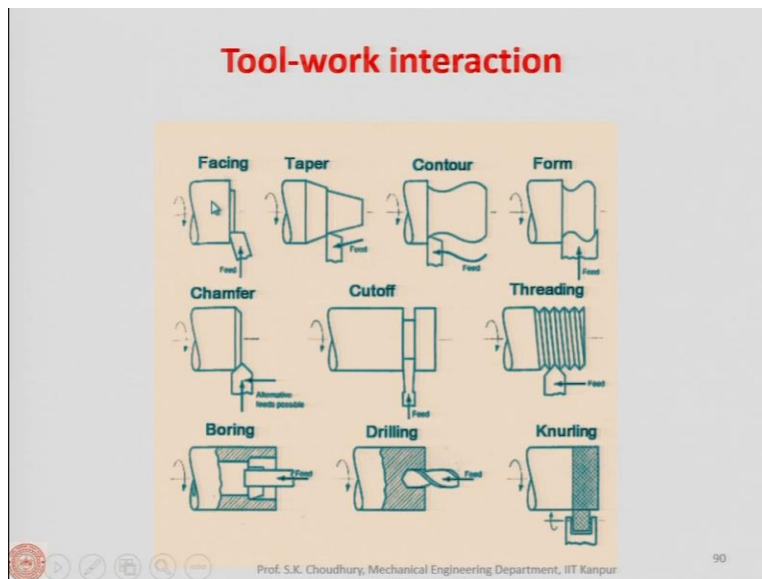 Tool-work interaction
Facing Taper Contour Form
Feed Feed Feed Feed
Chamfer Cutoff Threading
Alternative
feeds possible
Feed Feed
Boring Drilling Knurling
Feed Feed
Prof. S.K. Choudhury, Mechanical Engineering Department, IIT Kanpur
90